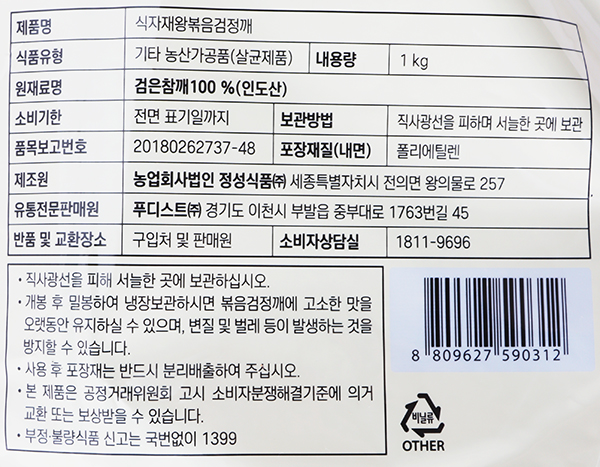 제품명 식자재왕볶음검정깨
식품유형 기타 농산가공품(살균제품) 내용량 1 kg
원재료명 검은참깨100 %(인도산)
소비기한 전면 표기일까지 보관방법 직사광선을 피하며 서늘한 곳에 보관
품목보고번호 20180262737-48 포장재질(내면) 폴리에틸렌
제조원 농업회사법인 정성식품㈜ 세종특별자치시 전의면 왕의물로 257
유통전문판매원 푸디스트㈜ 경기도 이천시 부발읍 중부대로 1763번길 45
반품 및 교환장소 구입처 및 판매원 소비자상담실 1811-9696
· 직사광선을 피해 서늘한 곳에 보관하십시오.
· 개봉 후 밀봉하여 냉장보관하시면 볶음검정깨에 고소한 맛을
오랫동안 유지하실 수 있으며, 변질 및 벌레 등이 발생하는 것을
방지할 수 있습니다.
· 사용 후 포장재는 반드시 분리배출하여 주십시오.
· 본 제품은 공정거래위원회 고시 소비자분쟁해결기준에 의거
교환 또는 보상받을 수 있습니다.
· 부정·불량식품 신고는 국번없이 1399
8 809627 590312
비닐류
OTHER